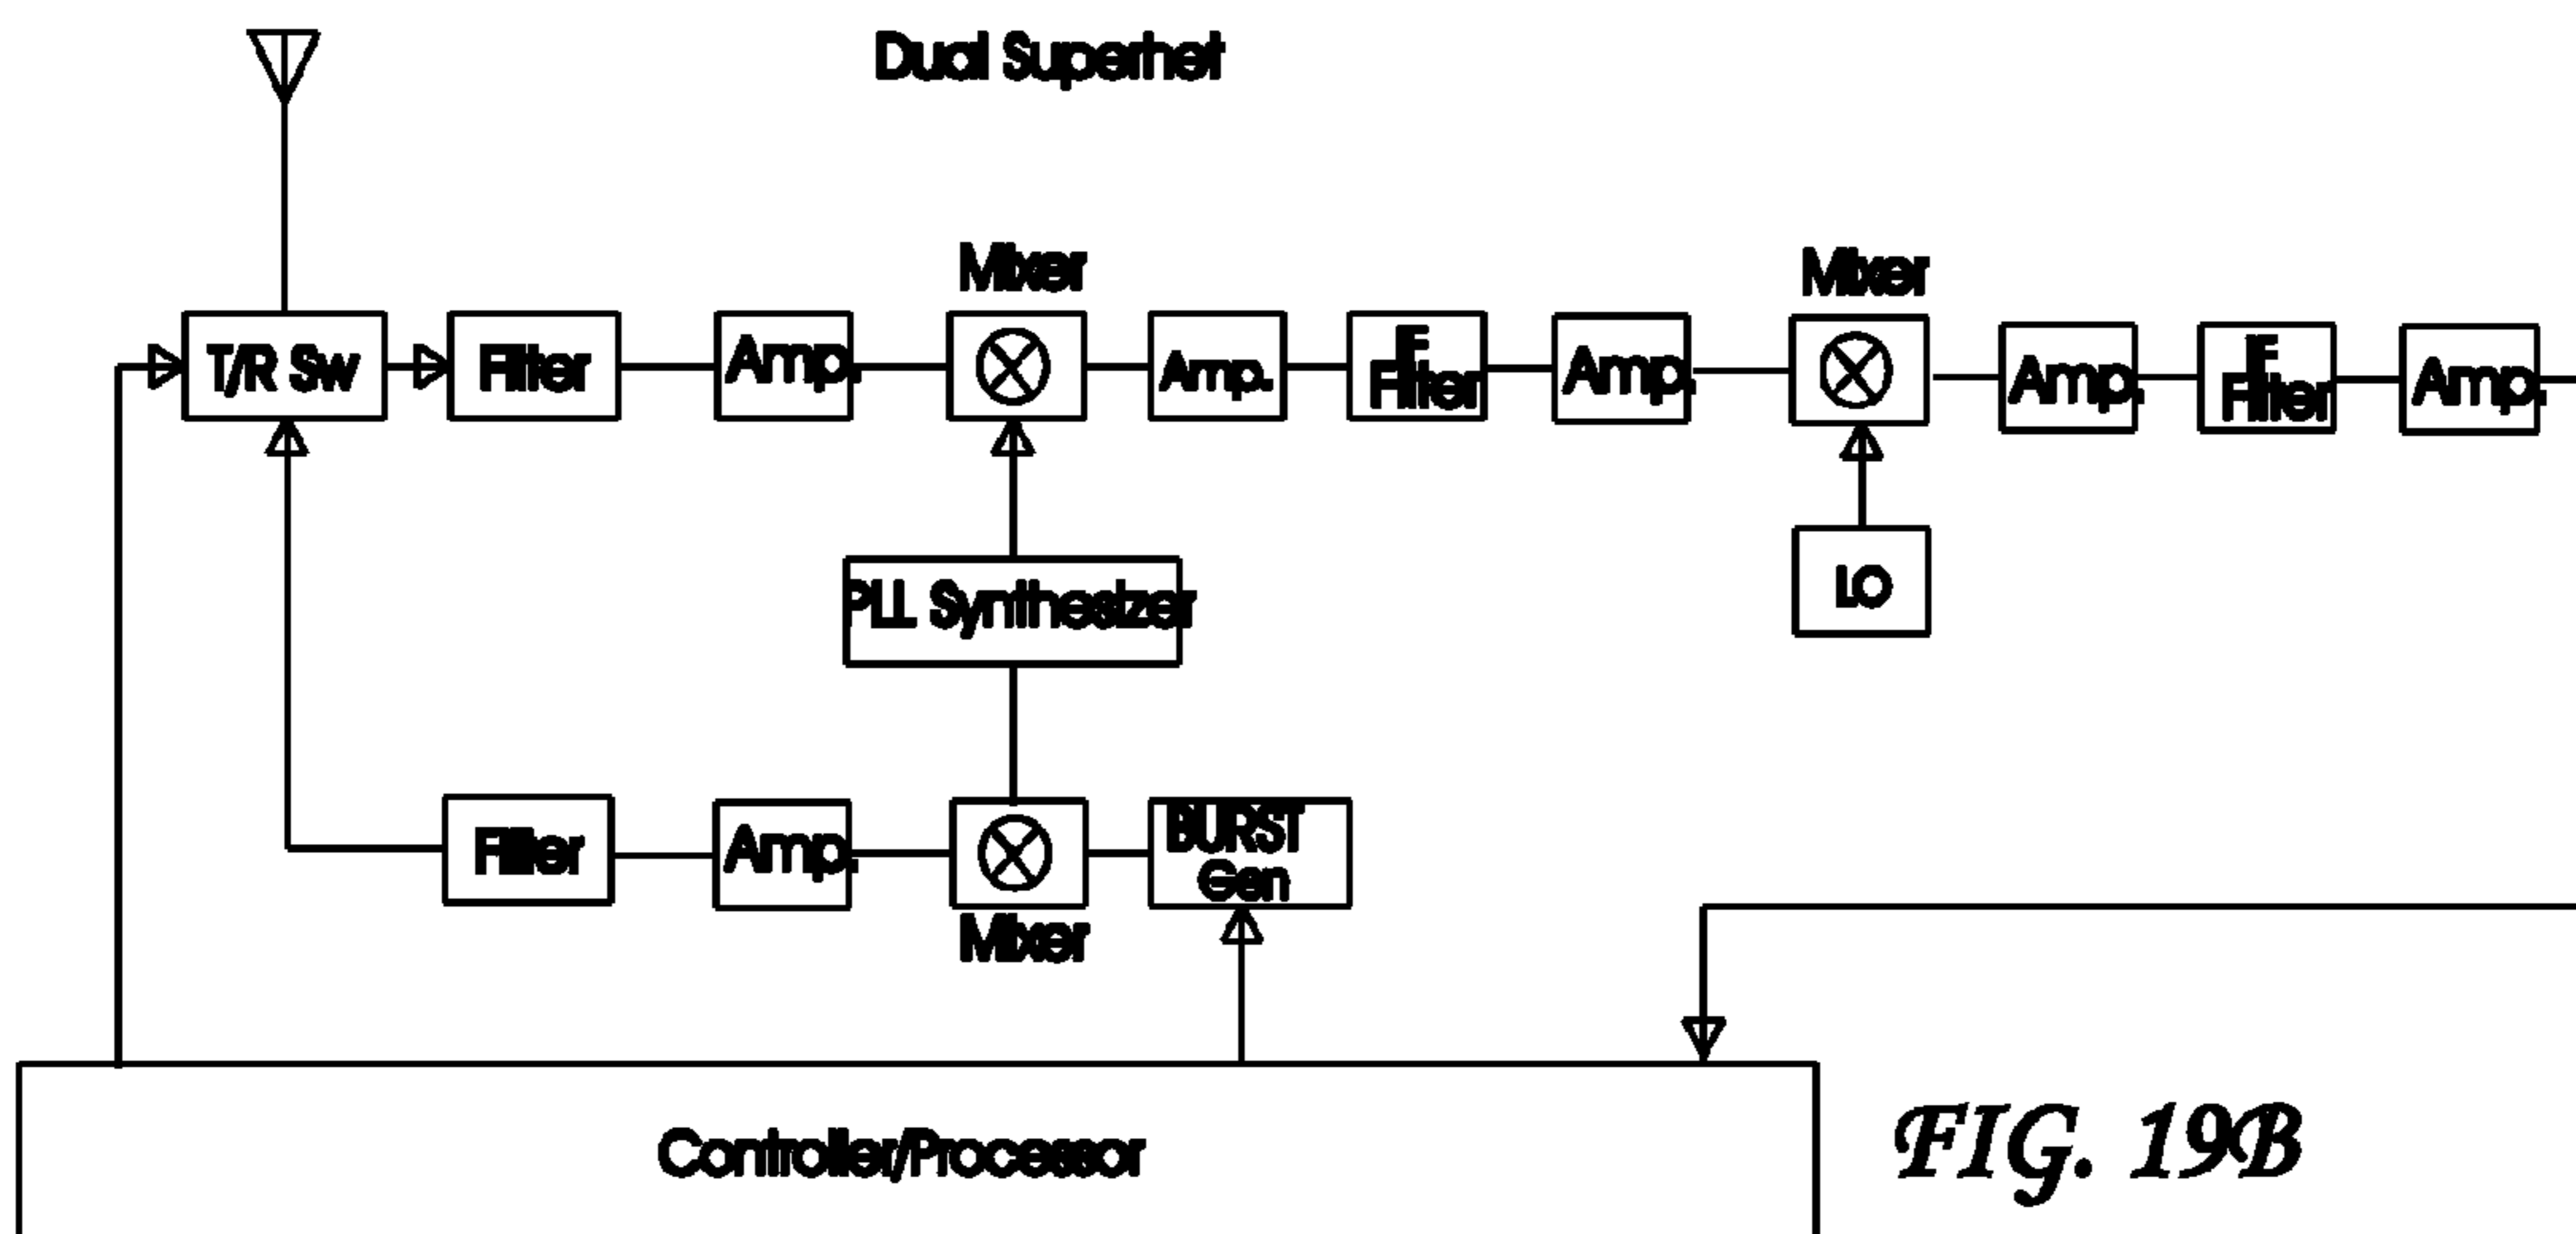 Dual Superhet
Mixer
Mixer
T/R Sw
Filter
Amp.
Amp.
IF
Filter
Amp.
Amp.
IF
Filter
Amp.
PLL Synthesizer
LO
Filter
Amp.
BURST
Gen
Mixer
Controller/Processor
FIG. 19B